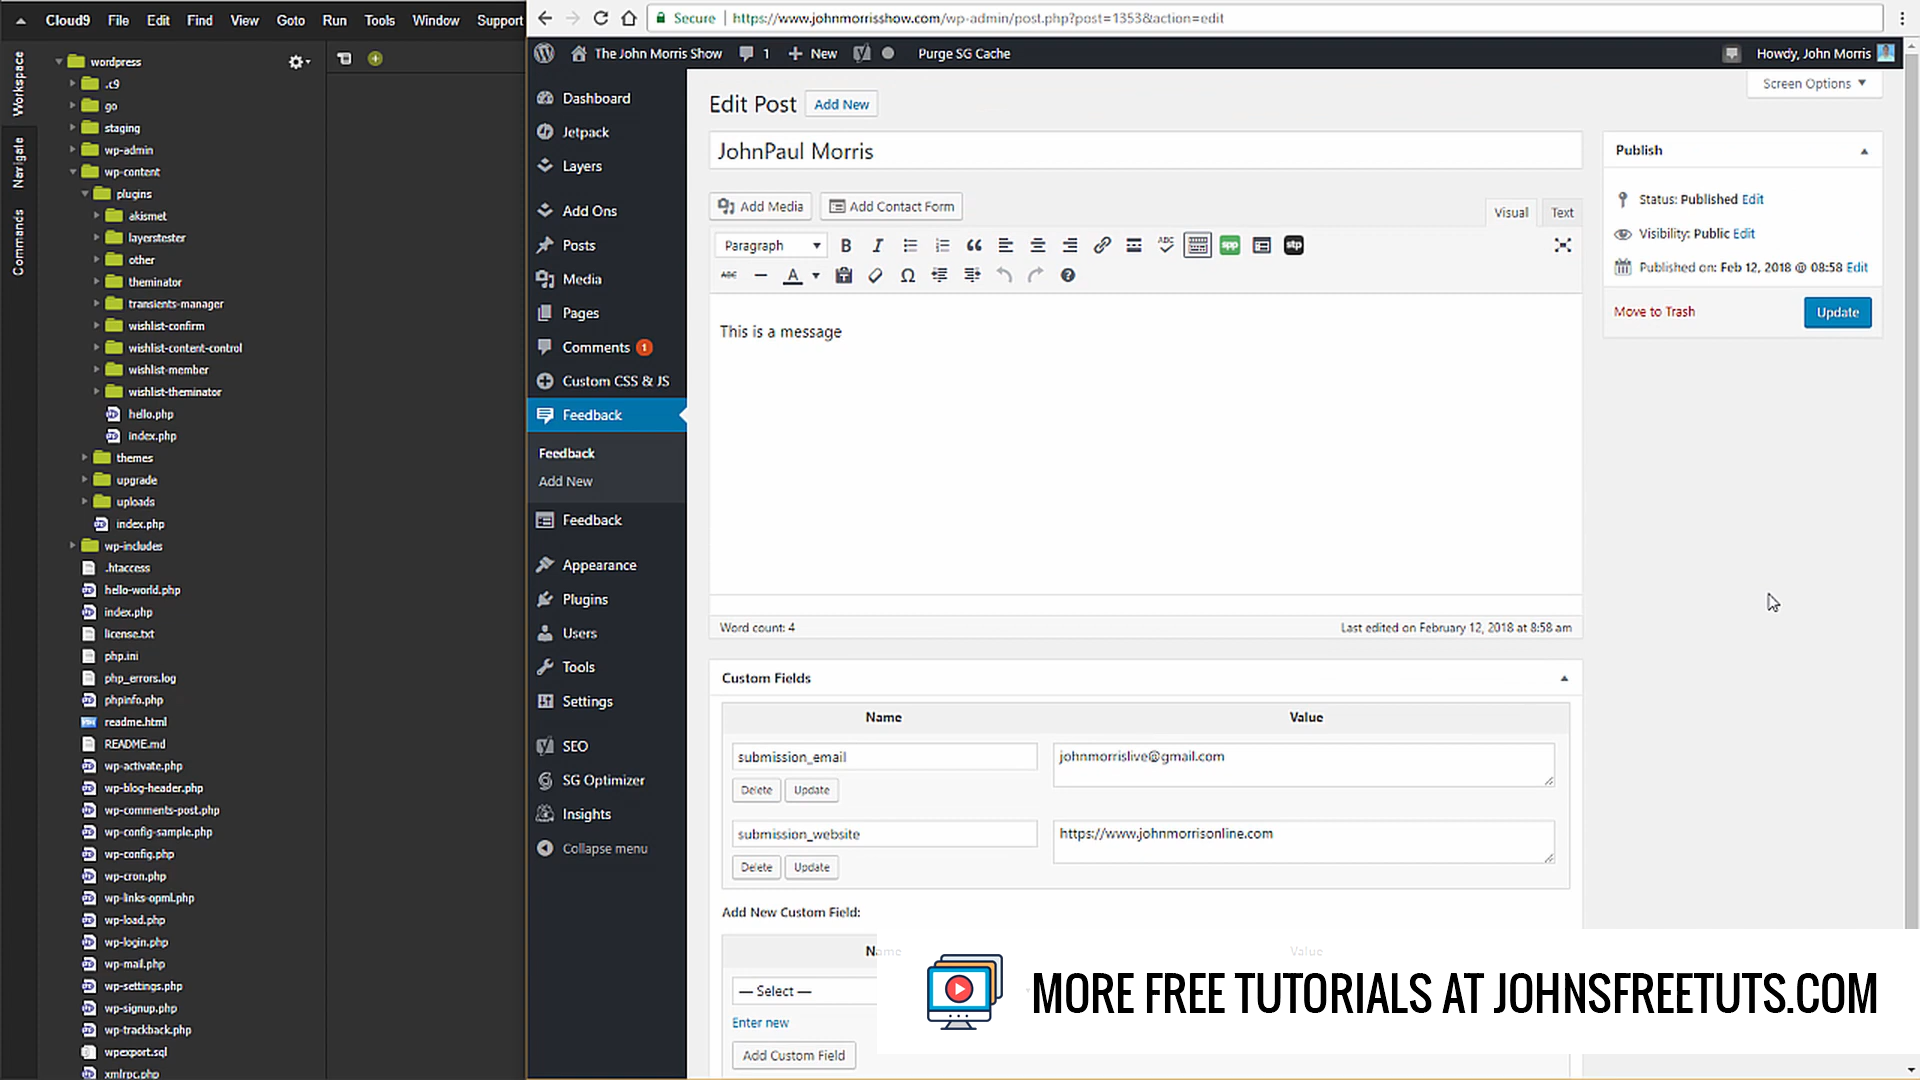 Cloud9 File Edit Find View Goto Run Tools Window Support
Workspace
Navigate
Commands
wordpress
.c9
go
staging
wp-admin
wp-content
plugins
akismet
layerstester
other
theminator
transients-manager
wishlist-confirm
wishlist-content-control
wishlist-member
wishlist-theminator
hello.php
index.php
themes
upgrade
uploads
index.php
wp-includes
.htaccess
hello-world.php
index.php
license.txt
php.ini
php_errors.log
phpinfo.php
readme.html
README.md
wp-activate.php
wp-blog-header.php
wp-comments-post.php
wp-config-sample.php
wp-config.php
wp-cron.php
wp-links-opml.php
wp-load.php
wp-login.php
wp-mail.php
wp-settings.php
wp-signup.php
wp-trackback.php
wpexport.sql
xmlrpc.php
Secure https://www.johnmorrisshow.com/wp-admin/post.php?post=1353&action=edit
The John Morris Show 1 New Purge SG Cache Howdy, John Morris
Dashboard
Jetpack
Layers
Add Ons
Posts
Media
Pages
Comments 1
Custom CSS & JS
Feedback
Feedback
Add New
Feedback
Appearance
Plugins
Users
Tools
Settings
SEO
SG Optimizer
Insights
Collapse menu
Screen Options
Edit Post Add New
JohnPaul Morris
Add Media Add Contact Form Visual Text
Paragraph B I ABC spp stp
ABC A Ω
This is a message
Word count: 4 Last edited on February 12, 2018 at 8:58 am
Publish
Status: Published Edit
Visibility: Public Edit
Published on: Feb 12, 2018 @ 08:58 Edit
Move to Trash Update
Custom Fields
Name Value
submission_email johnmorrislive@gmail.com
Delete Update
submission_website https://www.johnmorrisonline.com
Delete Update
Add New Custom Field:
Name Value
— Select —
Enter new
Add Custom Field
MORE FREE TUTORIALS AT JOHNSFREETUTS.COM